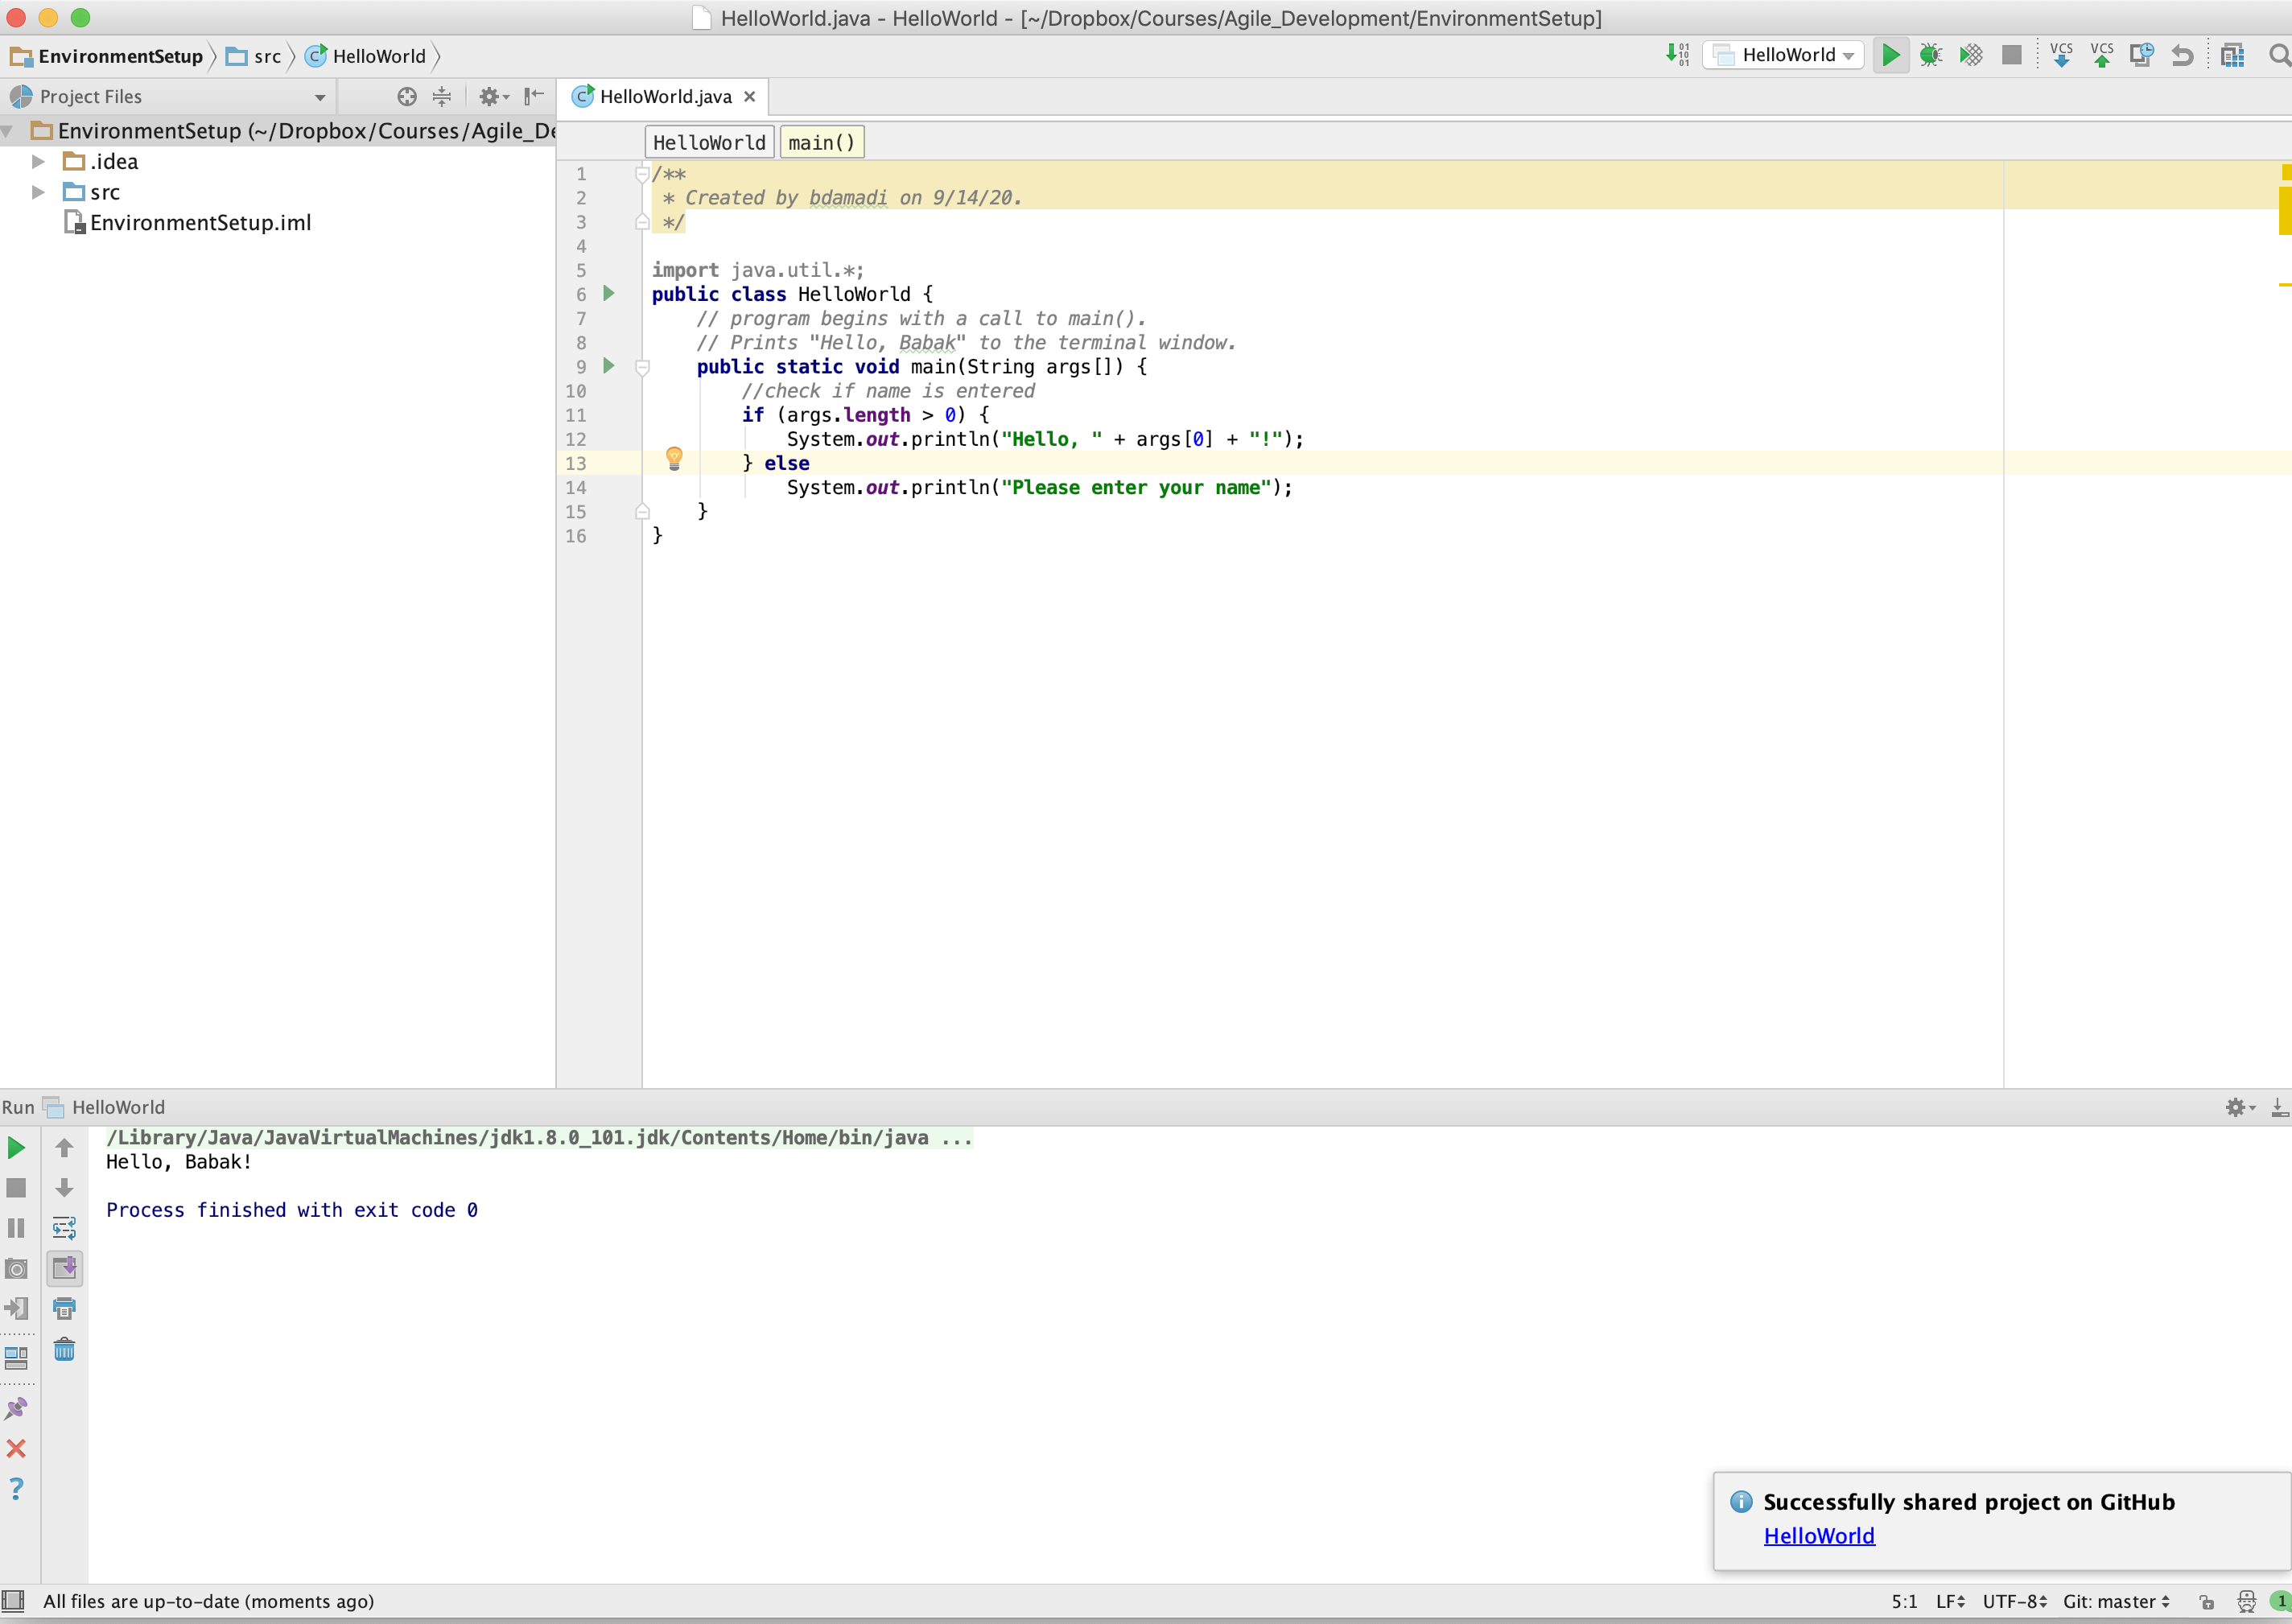 HelloWorld.java - HelloWorld - [~/Dropbox/Courses/Agile_Development/EnvironmentSetup]
EnvironmentSetup src HelloWorld
HelloWorld
VCS VCS
Project Files
HelloWorld.java
EnvironmentSetup (~/Dropbox/Courses/Agile_De
.idea
src
EnvironmentSetup.iml
HelloWorld main()
1 /**
2 * Created by bdamadi on 9/14/20.
3 */
4
5 import java.util.*;
6 public class HelloWorld {
7 // program begins with a call to main().
8 // Prints "Hello, Babak" to the terminal window.
9 public static void main(String args[]) {
10 //check if name is entered
11 if (args.length > 0) {
12 System.out.println("Hello, " + args[0] + "!");
13 } else
14 System.out.println("Please enter your name");
15 }
16 }
Run HelloWorld
/Library/Java/JavaVirtualMachines/jdk1.8.0_101.jdk/Contents/Home/bin/java ...
Hello, Babak!
Process finished with exit code 0
Successfully shared project on GitHub
HelloWorld
All files are up-to-date (moments ago)
5:1 LF UTF-8 Git: master 1